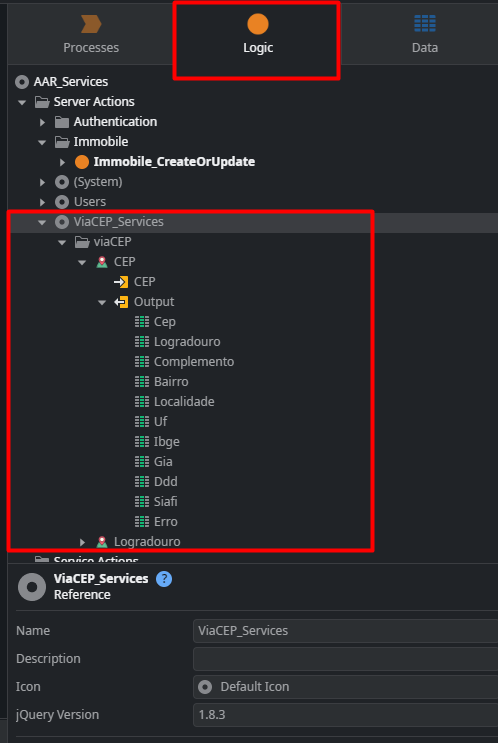 Processes
Logic
Data
AAR_Services
Server Actions
Authentication
Immobile
Immobile_CreateOrUpdate
(System)
Users
ViaCEP_Services
viaCEP
CEP
CEP
Output
Cep
Logradouro
Complemento
Bairro
Localidade
Uf
Ibge
Gia
Ddd
Siafi
Erro
Logradouro
Service Actions
ViaCEP_Services ?
Reference
Name ViaCEP_Services
Description
Icon Default Icon
jQuery Version 1.8.3